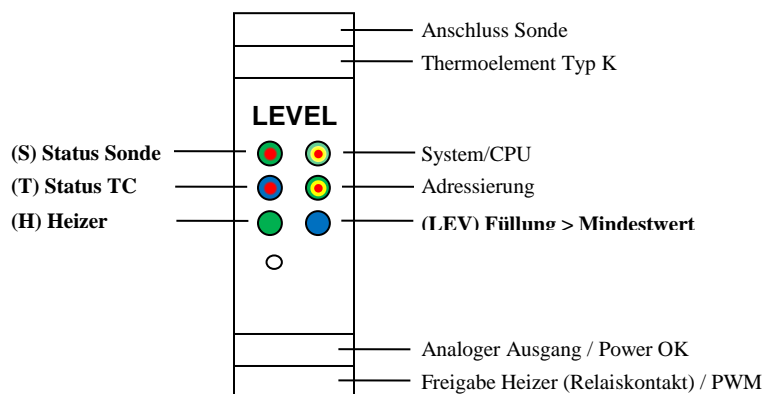 Anschluss Sonde
Thermoelement Typ K
LEVEL
(S) Status Sonde
System/CPU
(T) Status TC
Adressierung
(H) Heizer
(LEV) Füllung > Mindestwert
Analoger Ausgang / Power OK
Freigabe Heizer (Relaiskontakt) / PWM